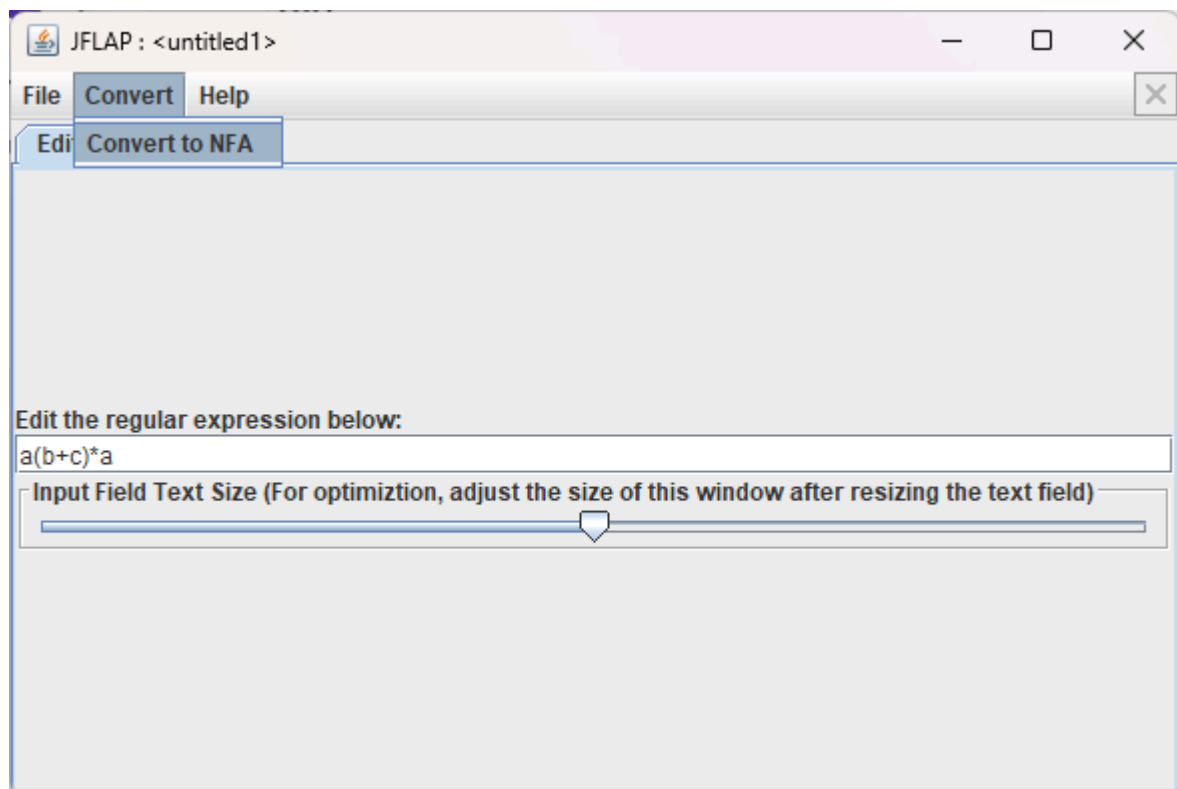 JFLAP : <untitled1>
File Convert Help
Convert to NFA
Edit the regular expression below:
a(b+c)*a
Input Field Text Size (For optimiztion, adjust the size of this window after resizing the text field)